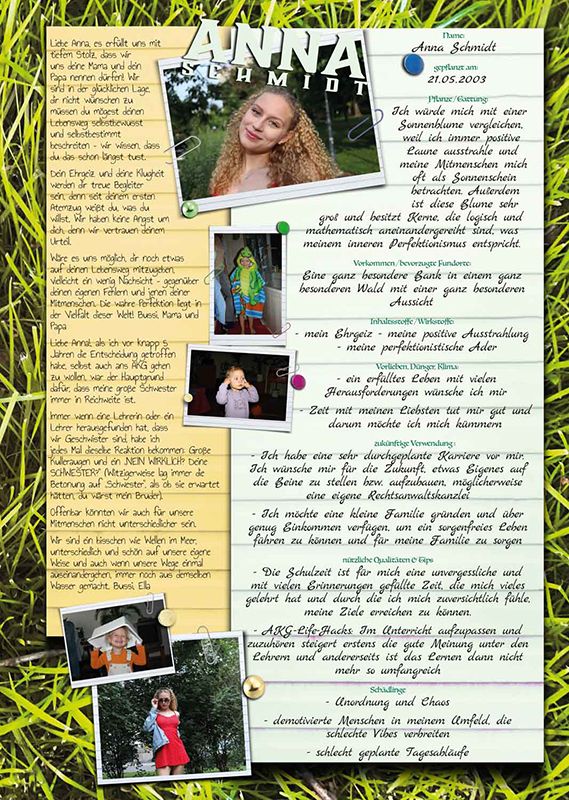 ANNA
SCHMIDT
Liebe Anna, es erfüllt uns mit
tiefem Stolz, dass wir
uns deine Mama und dein
Papa nennen dürfen! Wir
sind in der glücklichen Lage,
dir nicht wünschen zu
müssen du mögest deinen
Lebensweg selbstbewusst
und selbstbestimmt
beschreiten - wir wissen, dass
du das schon längst tust.
Dein Ehrgeiz und deine Klugheit
werden dir treue Begleiter
sein, denn seit deinem ersten
Atemzug weißt du, was du
willst. Wir haben keine Angst um
dich, denn wir vertrauen deinem
Urteil.
Wäre es uns möglich, dir noch etwas
auf deinen Lebensweg mitzugeben,
vielleicht ein wenig Nachsicht - gegenüber
deinen eigenen Fehlern und jenen deiner
Mitmenschen. Die wahre Perfektion liegt in
der Vielfalt dieser Welt! Bussi, Mama und
Papa
Liebe Anna!, als ich vor knapp 5
Jahren die Entscheidung getroffen
habe, selbst auch ans AKG gehen
zu wollen, war der Hauptgrund
dafür, dass meine große Schwester
immer in Reichweite ist.
Immer wenn eine Lehrerin oder ein
Lehrer herausgefunden hat, dass
wir Geschwister sind, habe ich
jedes Mal dieselbe Reaktion bekommen: Große
Kulleraugen und ein „NEIN WIRKLICH? Deine
SCHWESTER?“ (Witzigerweise lag immer die
Betonung auf „Schwester“, als ob sie erwartet
hätten, du wärst mein Bruder).
Offenbar könnten wir auch für unsere
Mitmenschen nicht unterschiedlicher sein.
Wir sind ein bisschen wie Wellen im Meer,
unterschiedlich und schön auf unsere eigene
Weise und auch wenn unsere Wege einmal
auseinandergehen, immer noch aus demselben
Wasser gemacht. Bussi, Ella
Name:
Anna Schmidt
gepflanzt am:
21.05.2003
Pflanze/Gattung:
Ich würde mich mit einer
Sonnenblume vergleichen,
weil ich immer positive
Laune ausstrahle und
meine Mitmenschen mich
oft als Sonnenschein
betrachten. Außerdem
ist diese Blume sehr
groß und besitzt Kerne, die logisch und
mathematisch aneinandergereiht sind, was
meinem inneren Perfektionismus entspricht.
Vorkommen/bevorzugte Fundorte:
Eine ganz besondere Bank in einem ganz
besonderen Wald mit einer ganz besonderen
Aussicht
Inhaltsstoffe/Wirkstoffe:
- mein Ehrgeiz - meine positive Ausstrahlung
- meine perfektionistische Ader
Vorlieben, Dünger, Klima:
- ein erfülltes Leben mit vielen
Herausforderungen wünsche ich mir
- Zeit mit meinen Liebsten tut mir gut und
darum möchte ich mich kümmern
zukünftige Verwendung:
- Ich habe eine sehr durchgeplante Karriere vor mir.
Ich wünsche mir für die Zukunft, etwas Eigenes auf
die Beine zu stellen bzw. aufzubauen, möglicherweise
eine eigene Rechtsanwaltskanzlei
- Ich möchte eine kleine Familie gründen und über
genug Einkommen verfügen, um ein sorgenfreies Leben
führen zu können und für meine Familie zu sorgen
nützliche Qualitäten & Tips
- Die Schulzeit ist für mich eine unvergessliche und
mit vielen Erinnerungen gefüllte Zeit, die mich vieles
gelehrt hat und durch die ich mich zuversichtlich fühle,
meine Ziele erreichen zu können.
- AKG-Life-Hacks: Im Unterricht aufzupassen und
zuzuhören steigert erstens die gute Meinung unter den
Lehrern und andererseits ist das Lernen dann nicht
mehr so umfangreich
Schädlinge
- Unordnung und Chaos
- demotivierte Menschen in meinem Umfeld, die
schlechte Vibes verbreiten
- schlecht geplante Tagesabläufe